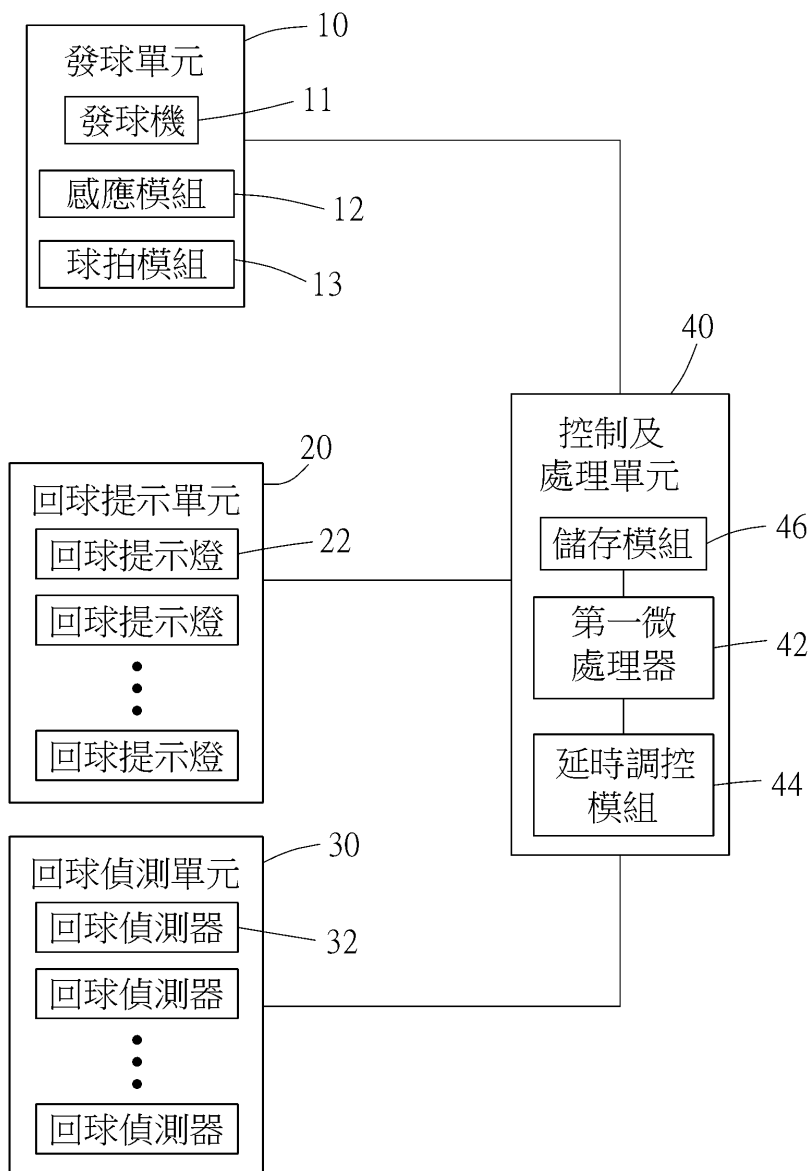 10
發球單元
11
發球機
感應模組
12
球拍模組
13
40
控制及
處理單元
20
回球提示單元
22
回球提示燈
回球提示燈
回球提示燈
46
儲存模組
第一微
處理器
42
延時調控
模組
44
30
回球偵測單元
回球偵測器
32
回球偵測器
回球偵測器